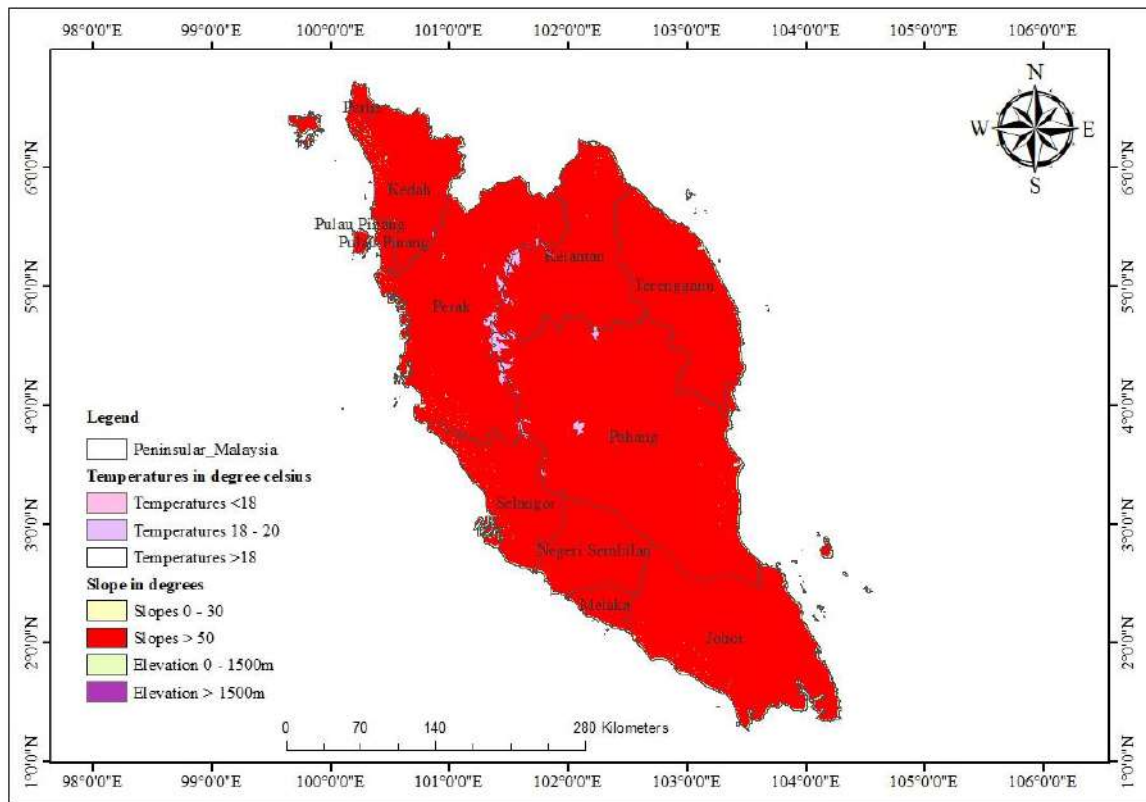 98°0'0"E 99°0'0"E 100°0'0"E 101°0'0"E 102°0'0"E 103°0'0"E 104°0'0"E 105°0'0"E 106°0'0"E
N
W E
S
Perlis
Kedah
Pulau Pinang
Pulau Pinang
Kelantan
Terengganu
Perak
Pahang
Selangor
Negeri Sembilan
Melaka
Johor
6°0'0"N 6°0'0"N
5°0'0"N 5°0'0"N
4°0'0"N 4°0'0"N
3°0'0"N 3°0'0"N
2°0'0"N 2°0'0"N
1°0'0"N 1°0'0"N
Legend
Peninsular_Malaysia
Temperatures in degree celsius
Temperatures <18
Temperatures 18 - 20
Temperatures >18
Slope in degrees
Slopes 0 - 30
Slopes > 50
Elevation 0 - 1500m
Elevation > 1500m
0 70 140 280 Kilometers
98°0'0"E 99°0'0"E 100°0'0"E 101°0'0"E 102°0'0"E 103°0'0"E 104°0'0"E 105°0'0"E 106°0'0"E